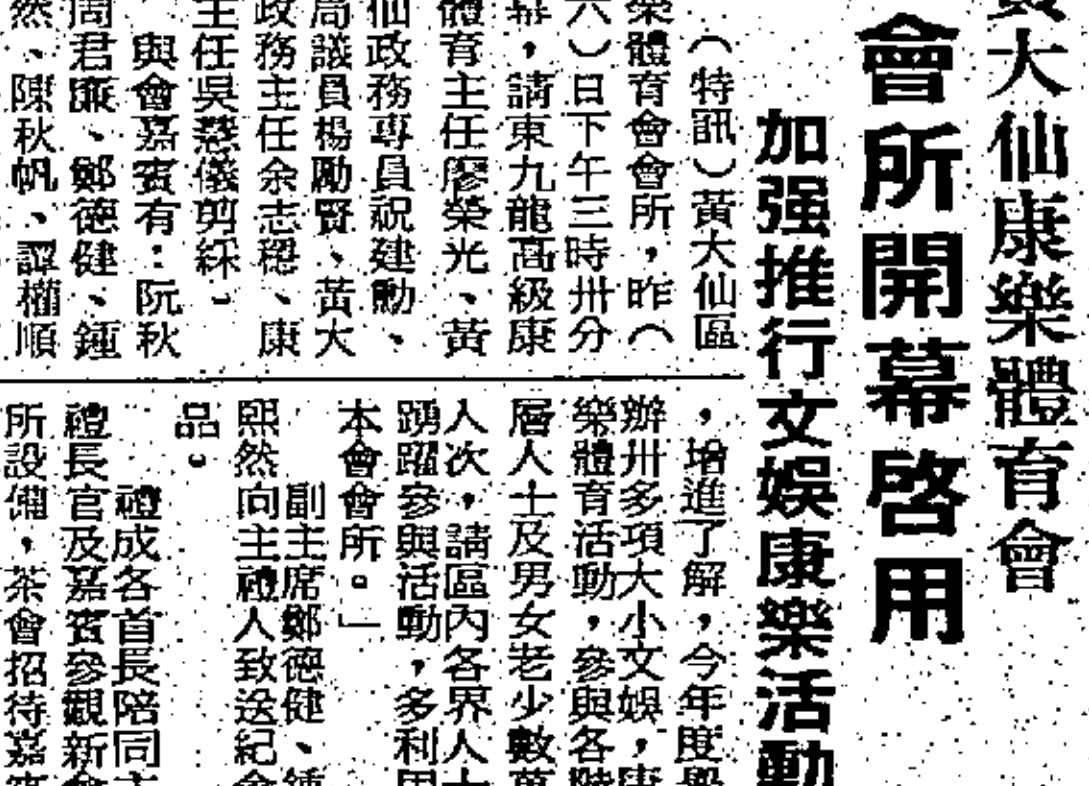 黃大仙康樂體育會
會所開幕啓用
加强推行文娛康樂活動
（特訊）黃大仙區
樂體育會會所，昨（
六）日下午三時卅分
幕，請東九龍高級康
體育主任廖榮光、黃
仙政務專員祝建勳、
局議員楊勵賢、黃大
政務主任余志穏、康
主任吳慧儀剪綵。
與會嘉賓有：阮秋
周君廉、鄭德健、鍾
然、陳秋帆、譚權順
，增進了解，今年度舉
辦卅多項大小文娛，康
樂體育活動，參與各階
層人士及男女老少數萬
人次，請區內各界人士
踴躍參與活動，多利用
本會會所。」
副主席鄭德健、鍾
熙然向主禮人致送紀念
品。
禮成各首長陪同主
禮長官及嘉賓參觀新會
所設備，茶會招待嘉賓